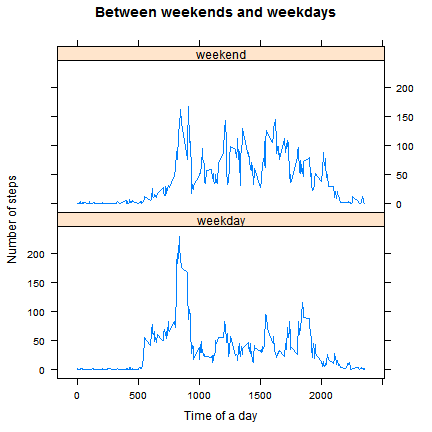 Between weekends and weekdays
weekend
200
150
100
50
0
weekday
200
150
100
50
0
Number of steps
0 500 1000 1500 2000
Time of a day